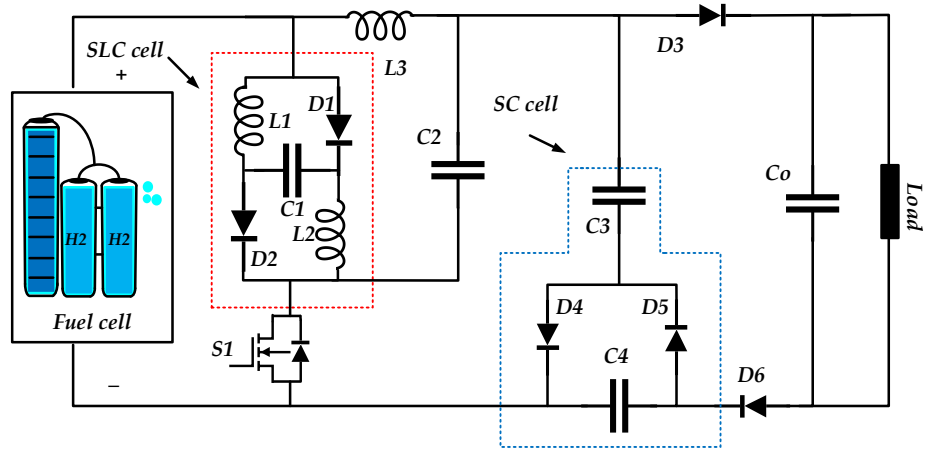 SLC cell
+
L3
D3
D1
L1
SC cell
C2
C1
Co
Load
C3
L2
D2
H2
H2
Fuel cell
D4
D5
S1
C4
D6
−